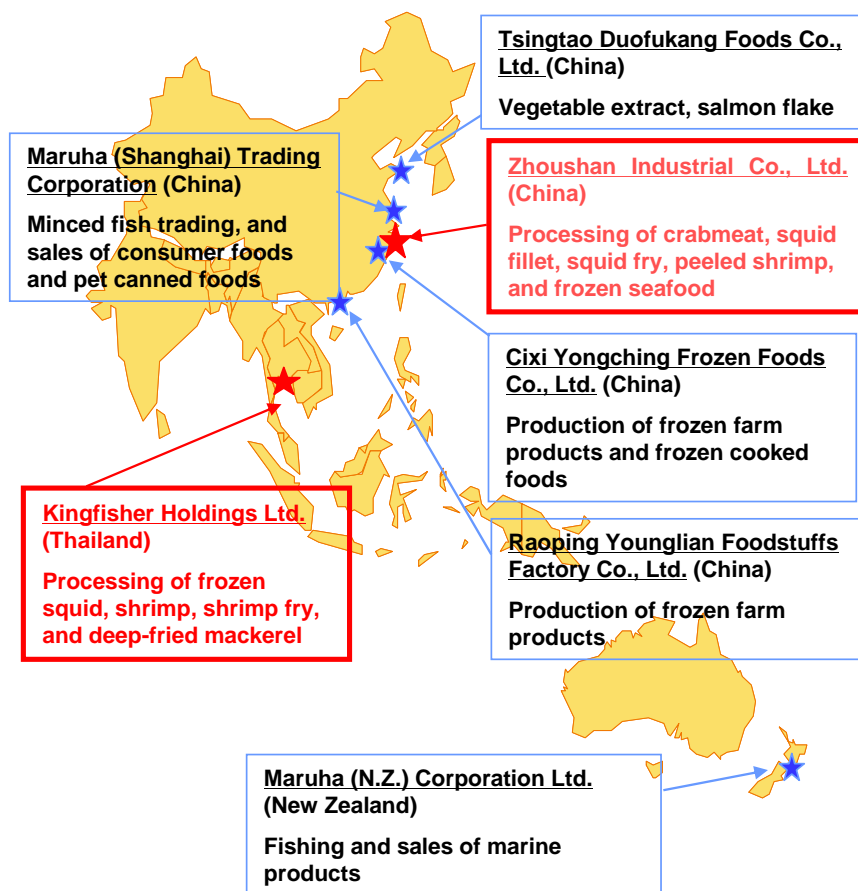 Tsingtao Duofukang Foods Co.,
Ltd. (China)
Vegetable extract, salmon flake
Maruha (Shanghai) Trading
Corporation (China)
Minced fish trading, and
sales of consumer foods
and pet canned foods
Zhoushan Industrial Co., Ltd.
(China)
Processing of crabmeat, squid
fillet, squid fry, peeled shrimp,
and frozen seafood
Cixi Yongching Frozen Foods
Co., Ltd. (China)
Production of frozen farm
products and frozen cooked
foods
Kingfisher Holdings Ltd.
(Thailand)
Processing of frozen
squid, shrimp, shrimp fry,
and deep-fried mackerel
Raoping Younglian Foodstuffs
Factory Co., Ltd. (China)
Production of frozen farm
products
Maruha (N.Z.) Corporation Ltd.
(New Zealand)
Fishing and sales of marine
products